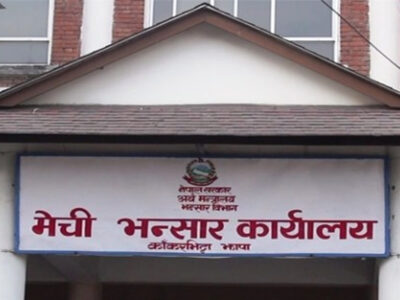 नेपाल सरकार
अर्थ मन्त्रालय
भन्सार विभाग
मेची भन्सार कार्यालय
काँकरभिट्टा झापा